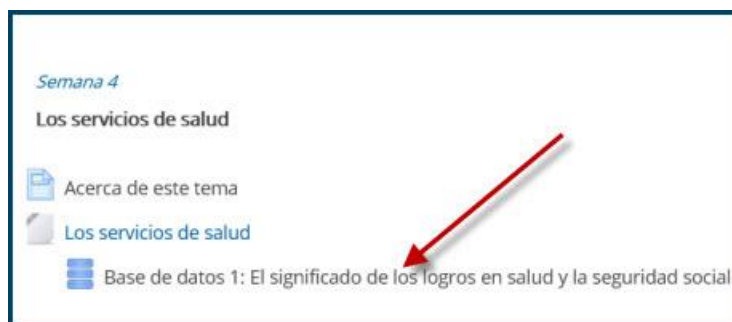 Semana 4
Los servicios de salud
Acerca de este tema
Los servicios de salud
Base de datos 1: El significado de los logros en salud y la seguridad social